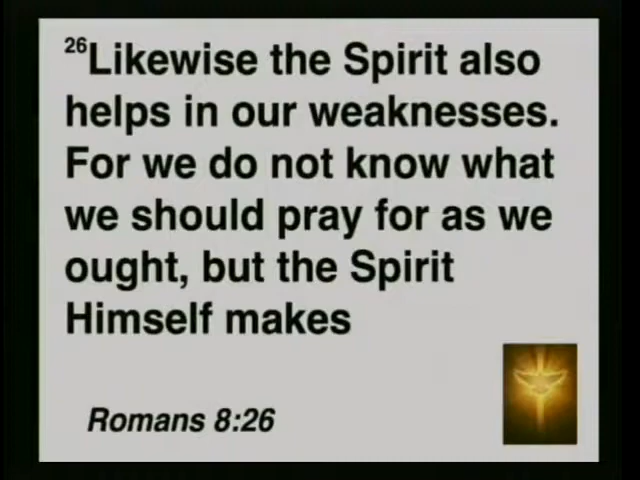 26Likewise the Spirit also
helps in our weaknesses.
For we do not know what
we should pray for as we
ought, but the Spirit
Himself makes
Romans 8:26